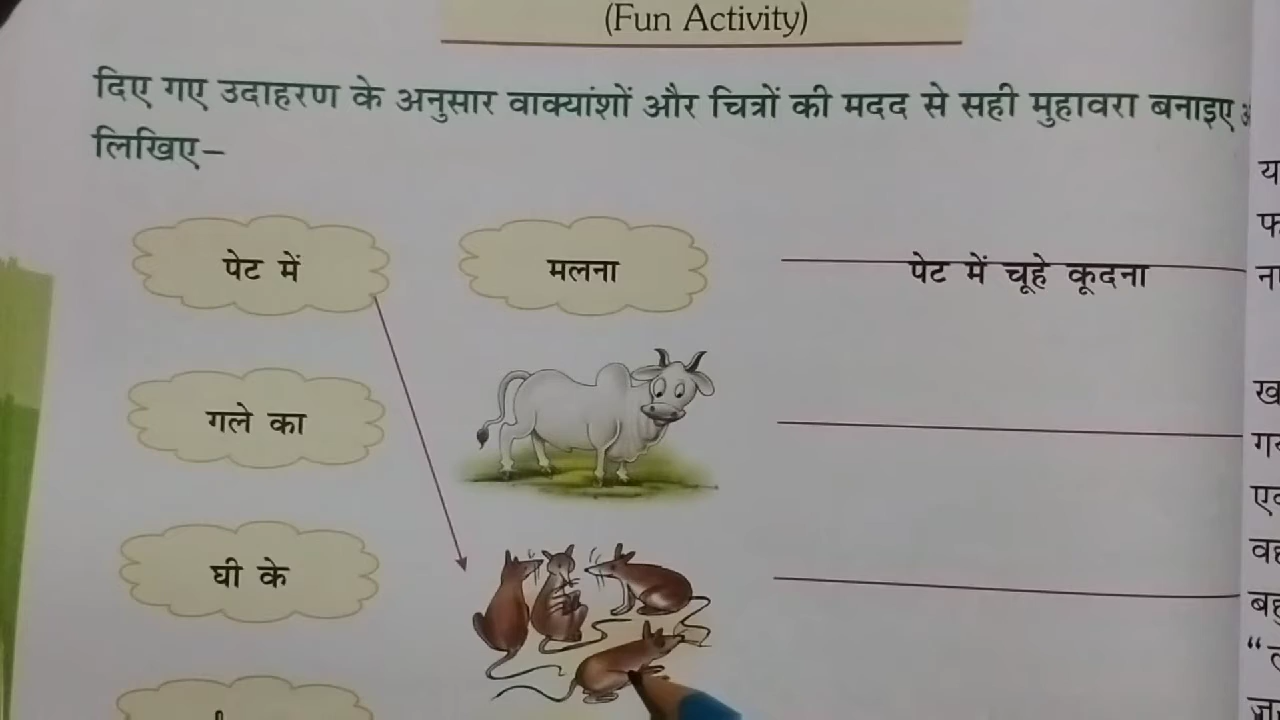 (Fun Activity)
दिए गए उदाहरण के अनुसार वाक्यांशों और चित्रों की मदद से सही मुहावरा बनाइए
लिखिए–
पेट में
मलना
पेट में चूहे कूदना
गले का
घी के